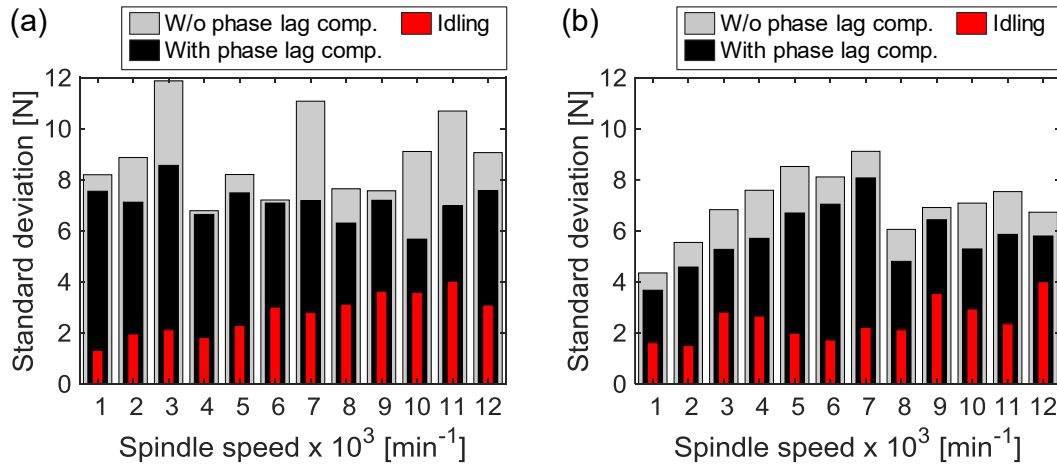 (a)
W/o phase lag comp. Idling
With phase lag comp.
Standard deviation [N]
12
10
8
6
4
2
0
1 2 3 4 5 6 7 8 9 10 11 12
Spindle speed x 10³ [min⁻¹]
(b)
W/o phase lag comp. Idling
With phase lag comp.
Standard deviation [N]
12
10
8
6
4
2
0
1 2 3 4 5 6 7 8 9 10 11 12
Spindle speed x 10³ [min⁻¹]